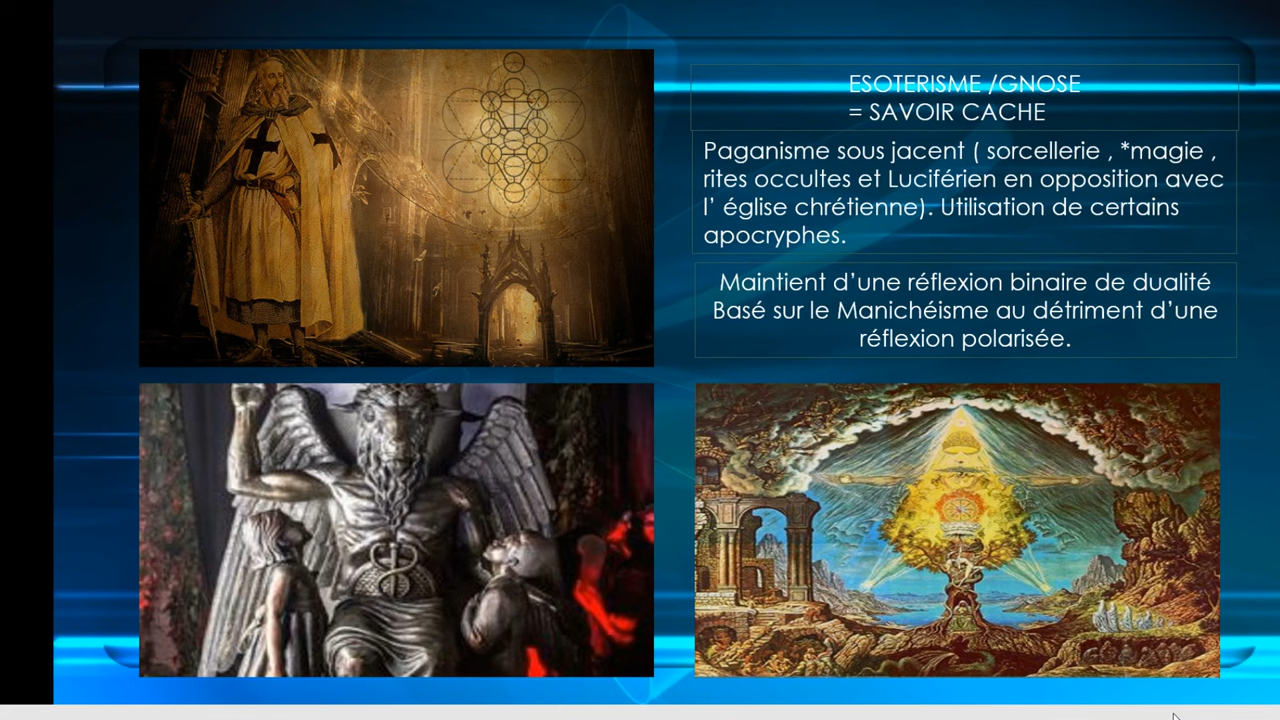 ESOTERISME /GNOSE
= SAVOIR CACHE
Paganisme sous jacent ( sorcellerie , *magie ,
rites occultes et Luciférien en opposition avec
l’ église chrétienne). Utilisation de certains
apocryphes.
Maintient d’une réflexion binaire de dualité
Basé sur le Manichéisme au détriment d’une
réflexion polarisée.